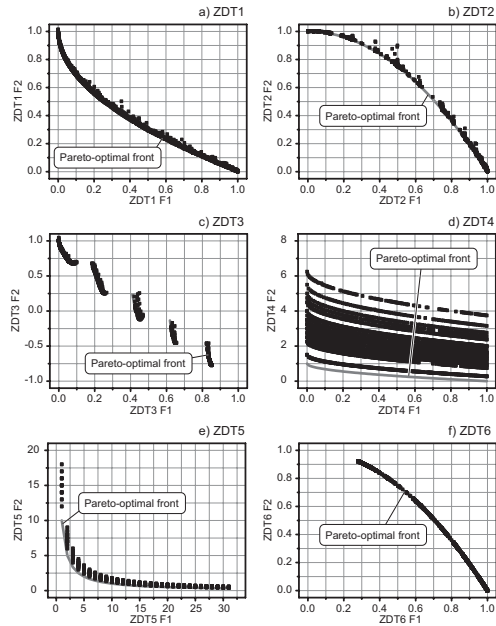 a) ZDT1
ZDT1 F2
1.0
0.8
0.6
0.4
0.2
0.0
Pareto-optimal front
0.0 0.2 0.4 0.6 0.8 1.0
ZDT1 F1
b) ZDT2
ZDT2 F2
1.0
0.8
0.6
0.4
0.2
0.0
Pareto-optimal front
0.0 0.2 0.4 0.6 0.8 1.0
ZDT2 F1
c) ZDT3
ZDT3 F2
1.0
0.5
0.0
-0.5
-1.0
Pareto-optimal front
0.0 0.2 0.4 0.6 0.8 1.0
ZDT3 F1
d) ZDT4
ZDT4 F2
8
6
4
2
0
Pareto-optimal front
0.0 0.2 0.4 0.6 0.8 1.0
ZDT4 F1
e) ZDT5
ZDT5 F2
20
15
10
5
0
Pareto-optimal front
0 5 10 15 20 25 30 35
ZDT5 F1
f) ZDT6
ZDT6 F2
1.0
0.8
0.6
0.4
0.2
0.0
Pareto-optimal front
0.0 0.2 0.4 0.6 0.8 1.0
ZDT6 F1